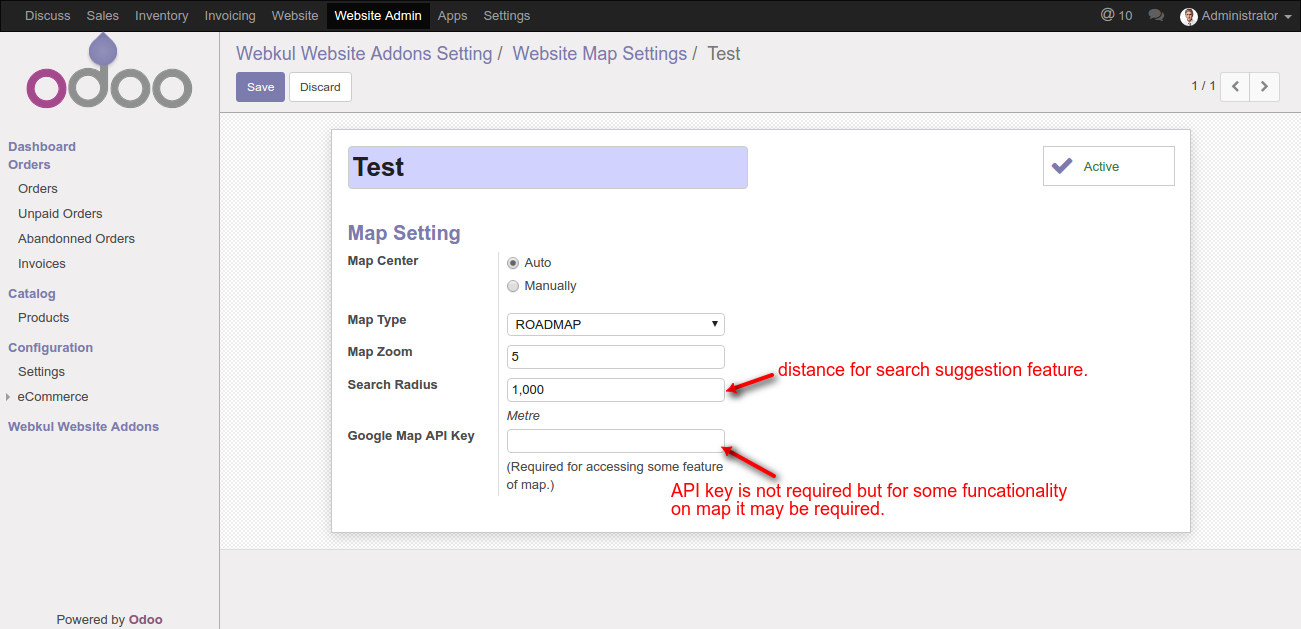 Discuss Sales Inventory Invoicing Website Website Admin Apps Settings @ 10 Administrator
odoo
Webkul Website Addons Setting / Website Map Settings / Test
Save Discard
1 / 1
Dashboard
Orders
Orders
Unpaid Orders
Abandonned Orders
Invoices
Catalog
Products
Configuration
Settings
eCommerce
Webkul Website Addons
Powered by Odoo
Test
Active
Map Setting
Map Center
Auto
Manually
Map Type
ROADMAP
Map Zoom
5
Search Radius
1,000
distance for search suggestion feature.
Metre
Google Map API Key
(Required for accessing some feature
of map.)
API key is not required but for some funcationality
on map it may be required.